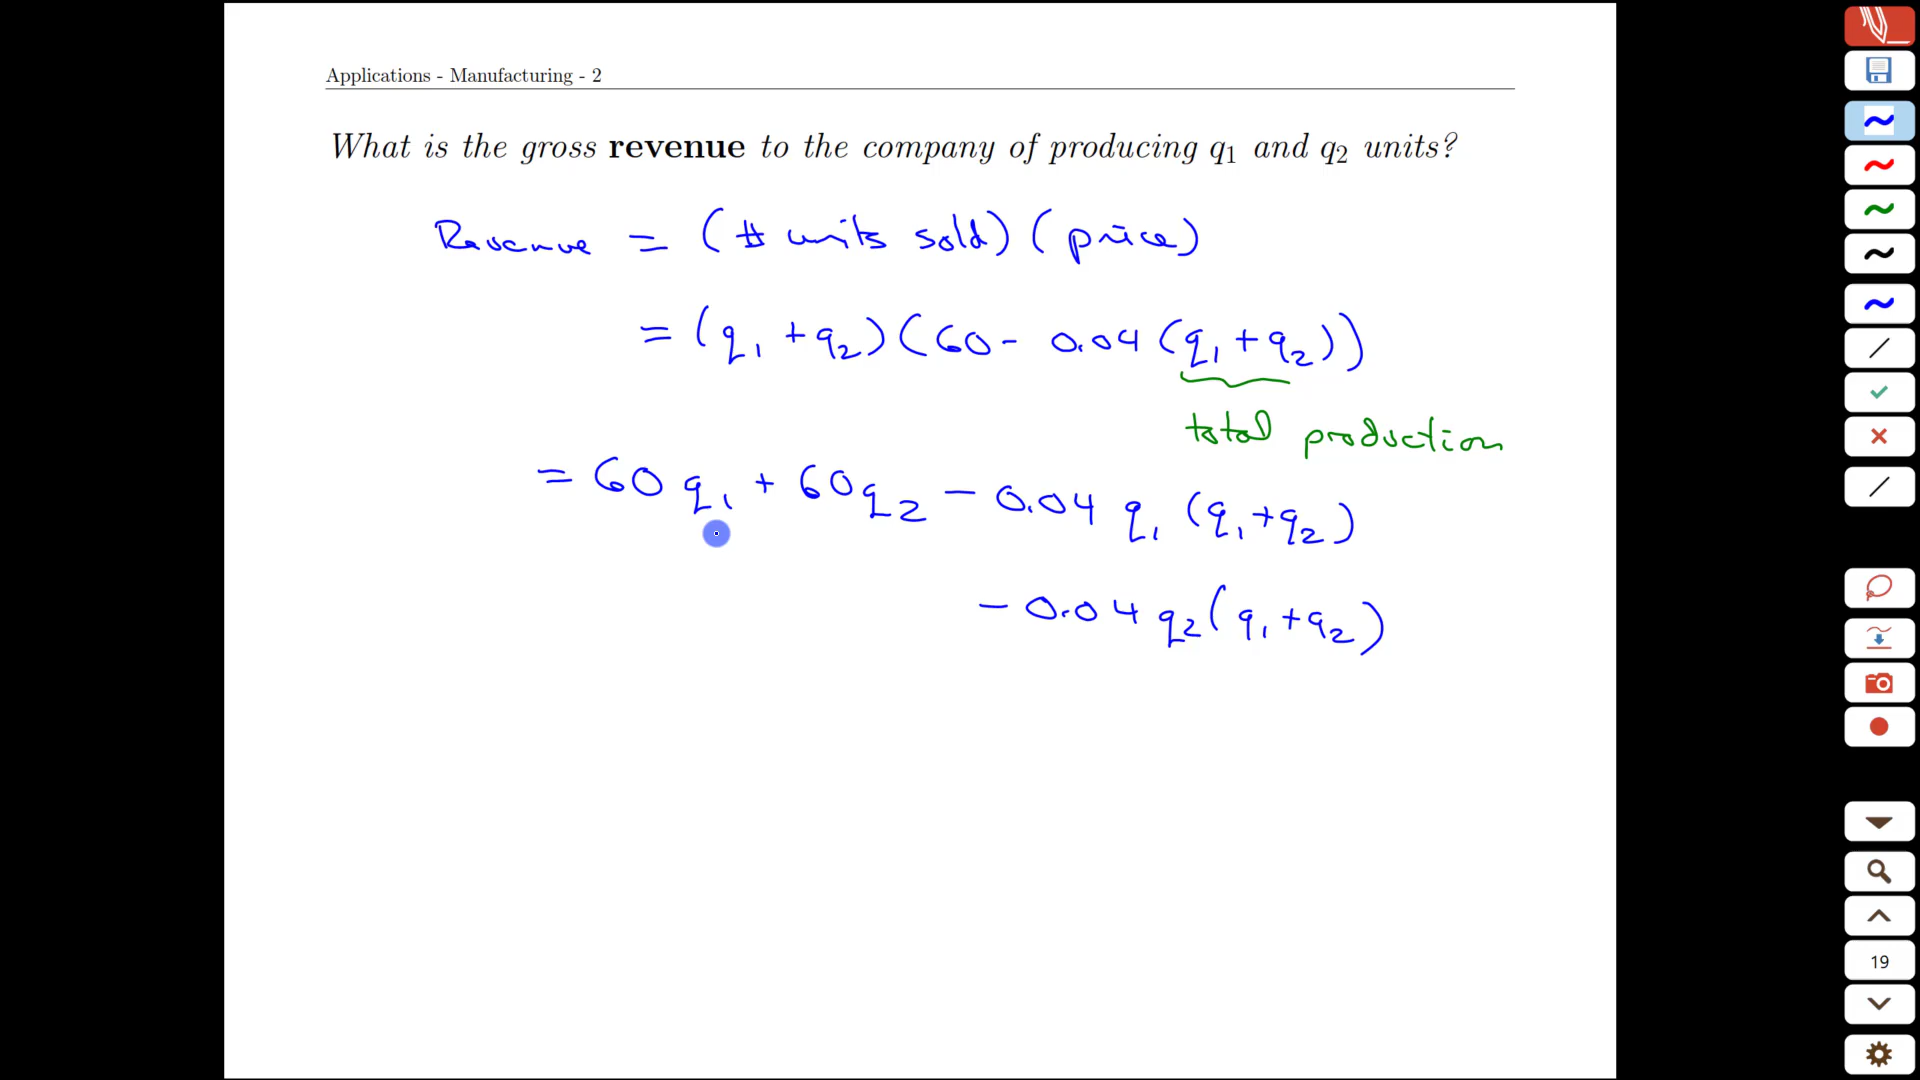 Applications - Manufacturing - 2
What is the gross revenue to the company of producing q₁ and q₂ units?
Revenue = (# units sold)(price)
= (q₁ + q₂)(60 - 0.04 (q₁ + q₂))
total production
= 60 q₁ + 60 q₂ - 0.04 q₁ (q₁ + q₂)
- 0.04 q₂ (q₁ + q₂)
19